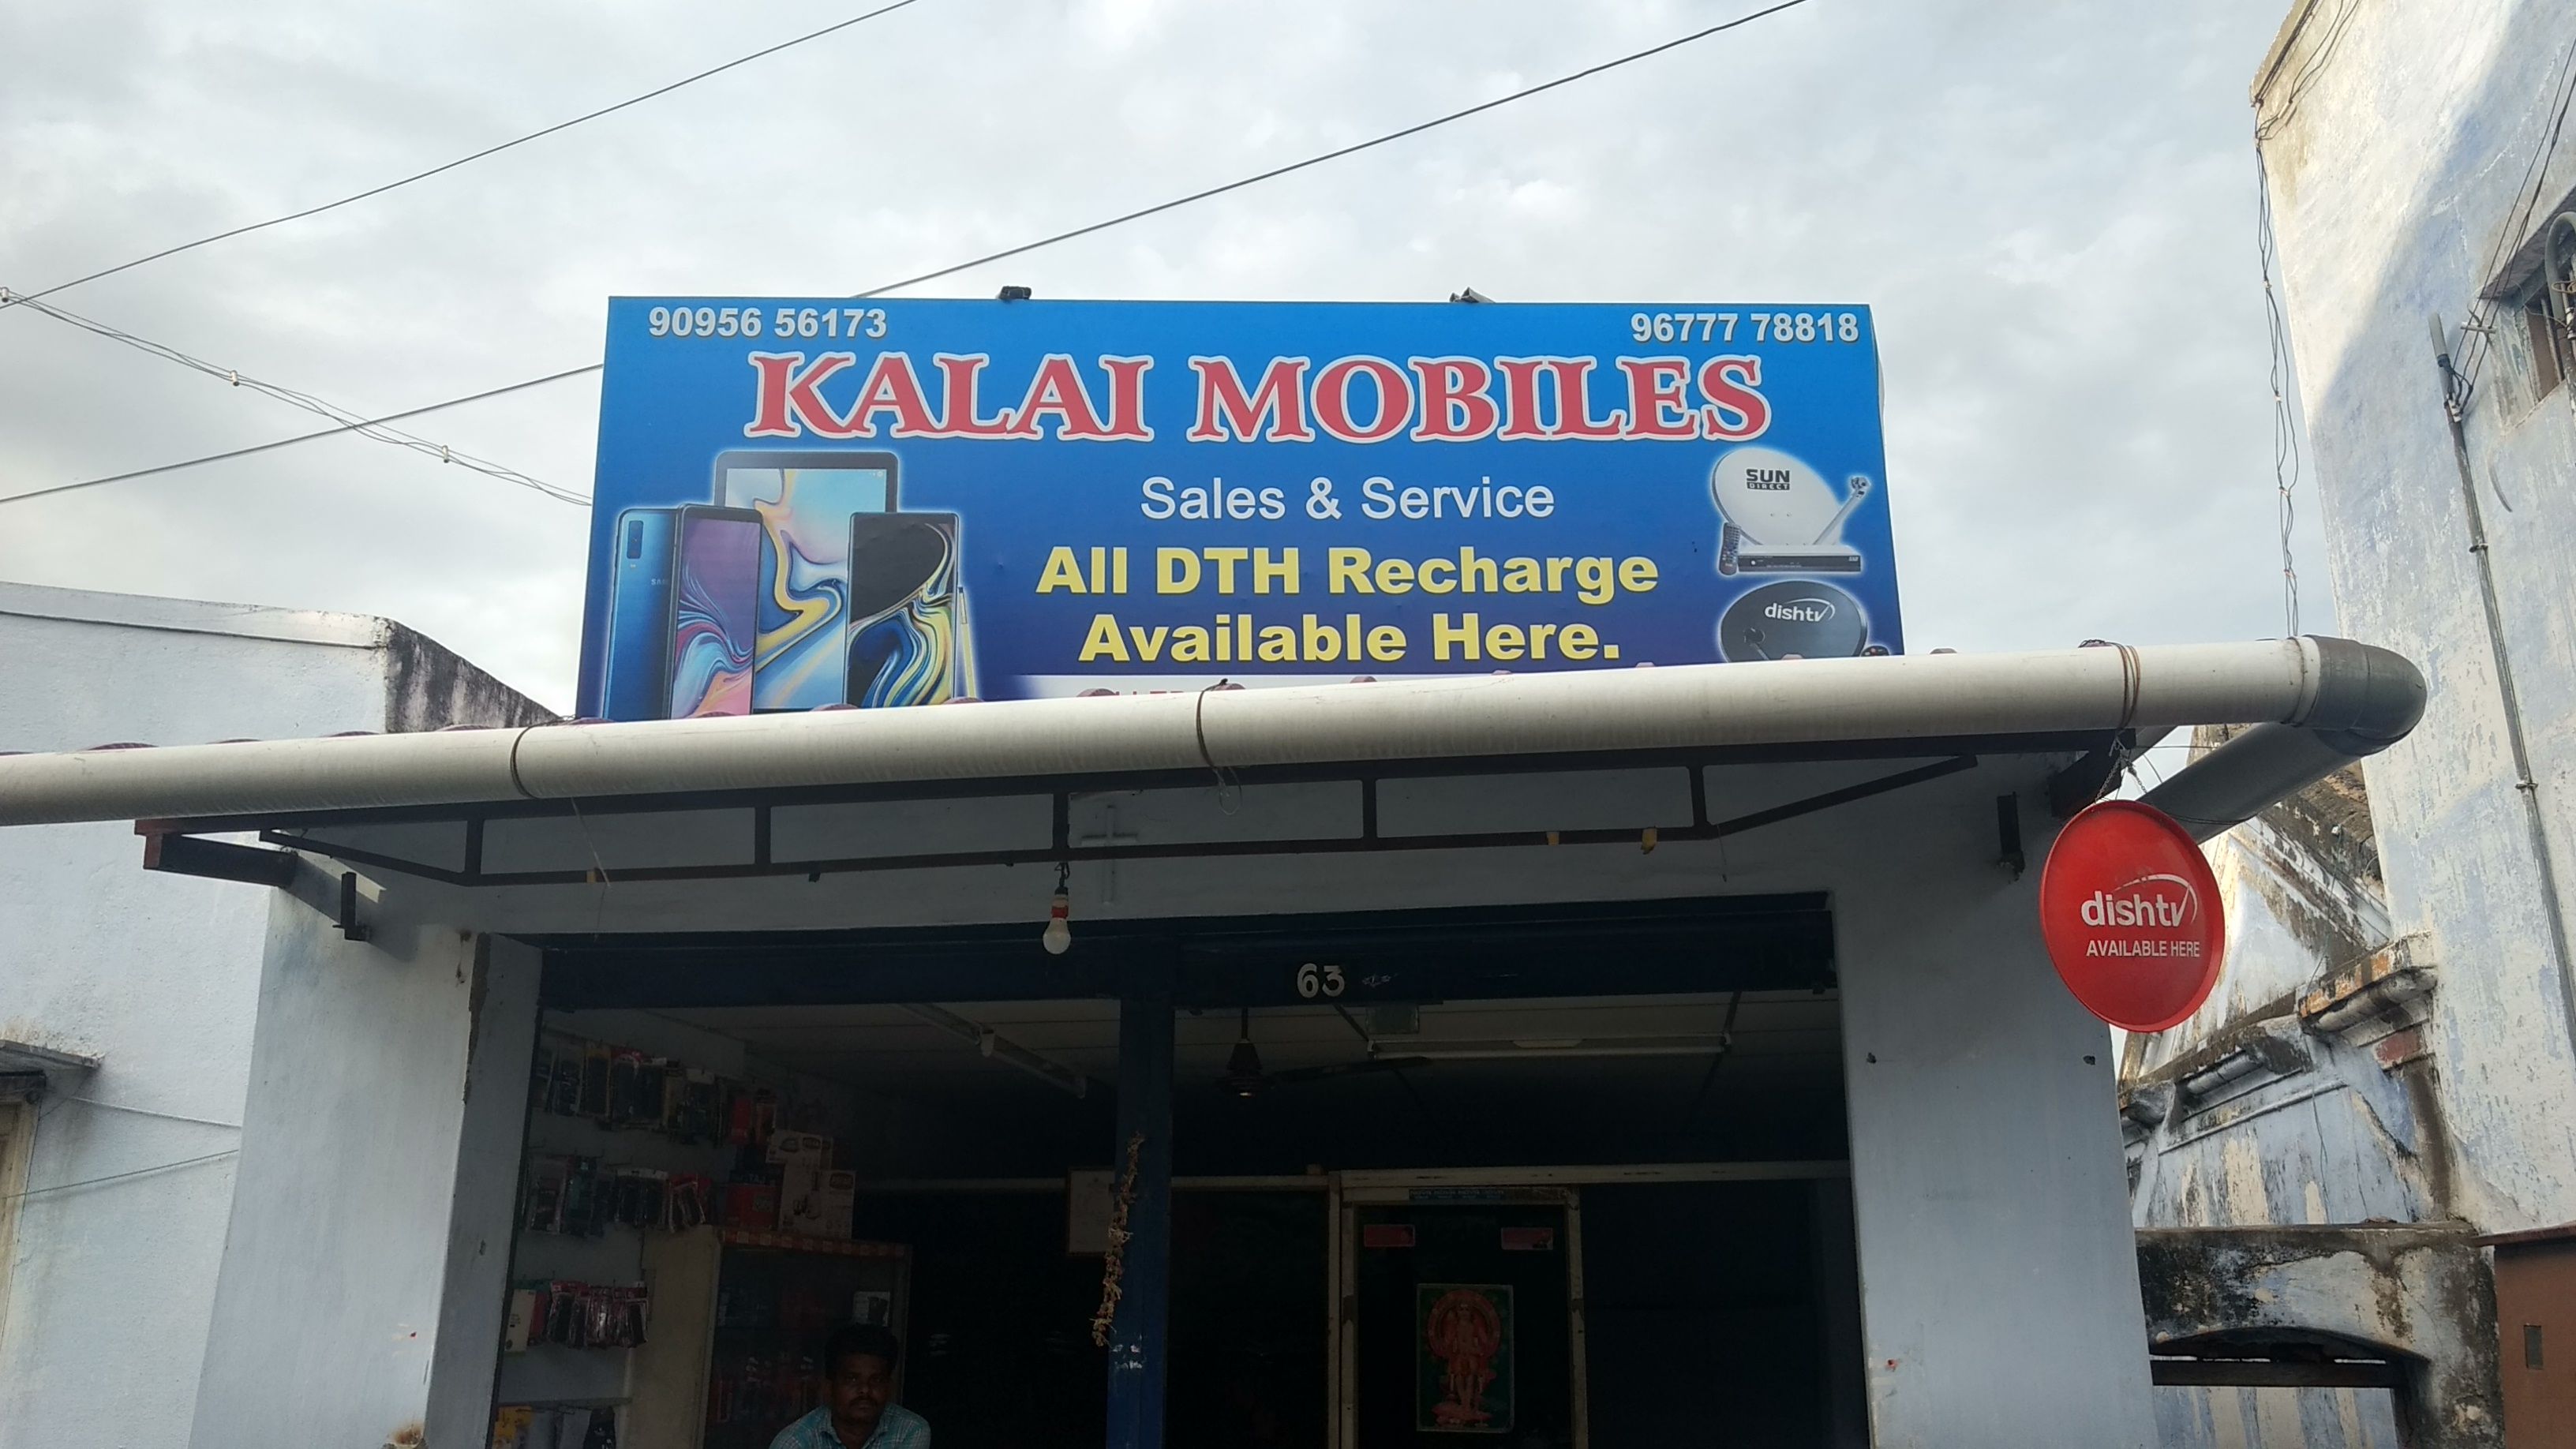 90956 56173
96777 78818
KALAI MOBILES
Sales & Service
SUN
DIRECT
All DTH Recharge
Available Here.
dishtv
dishtv
AVAILABLE HERE
63